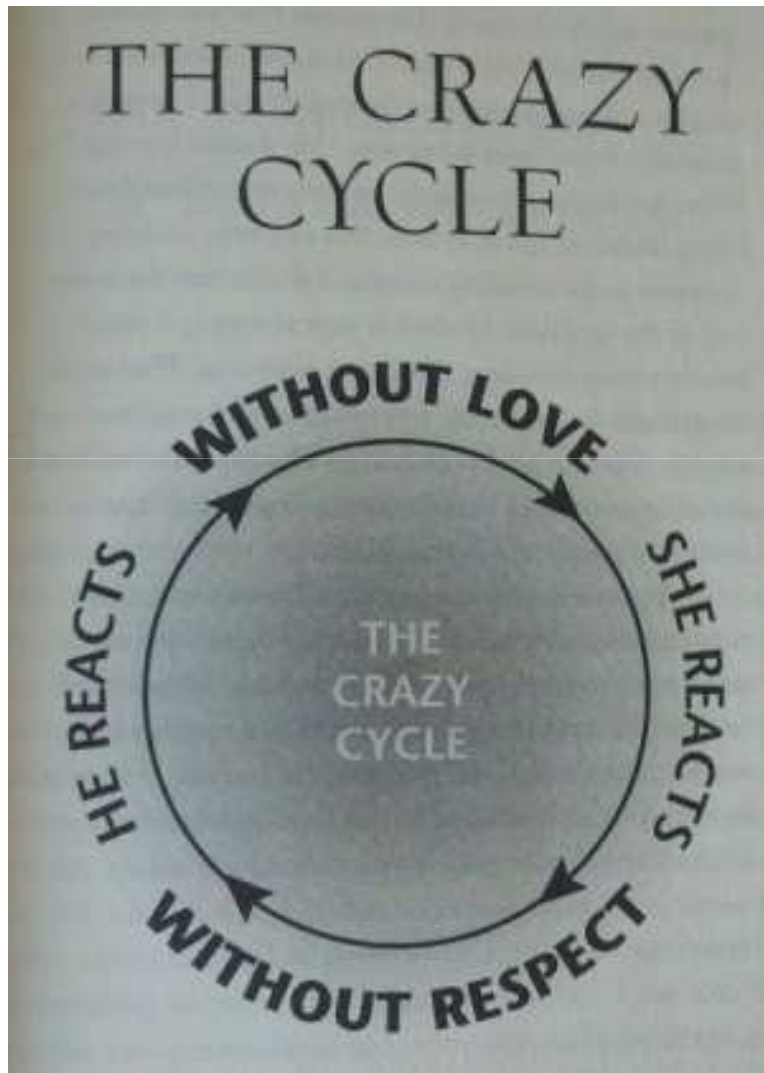 THE CRAZY
CYCLE
WITHOUT LOVE
SHE REACTS
WITHOUT RESPECT
HE REACTS
THE
CRAZY
CYCLE